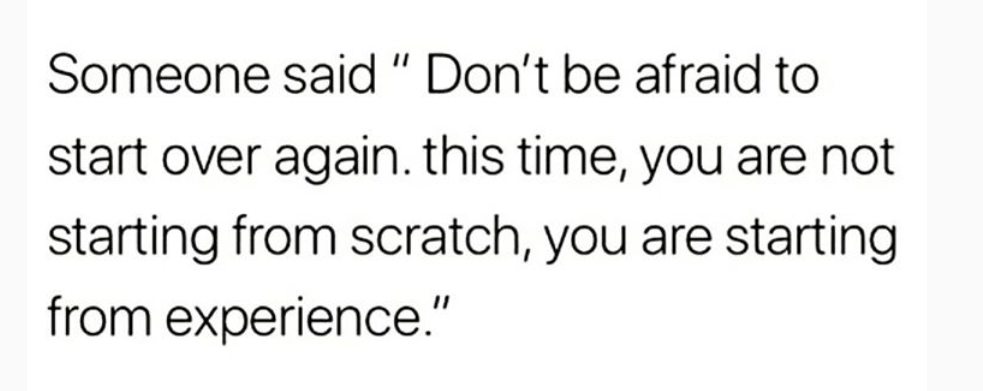 Someone said “ Don’t be afraid to
start over again. this time, you are not
starting from scratch, you are starting
from experience.”